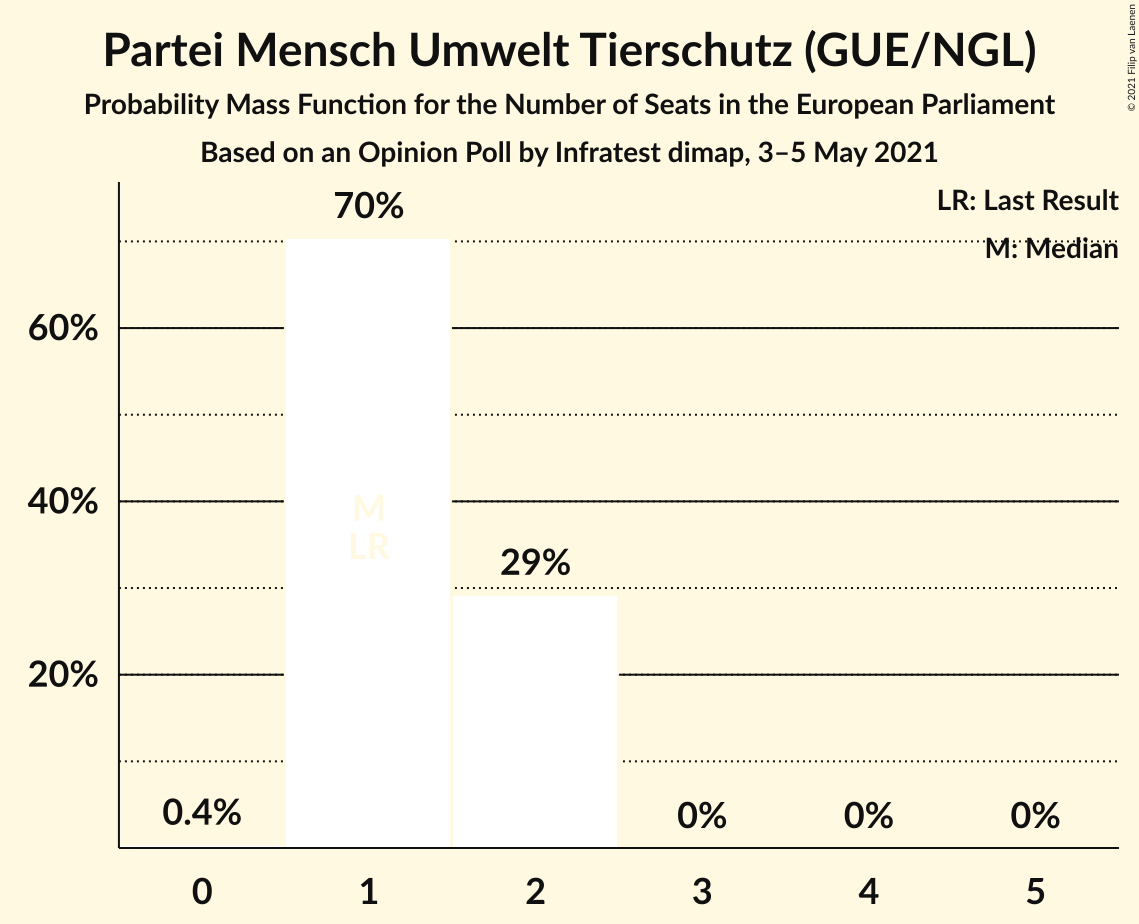 Partei Mensch Umwelt Tierschutz (GUE/NGL)
Probability Mass Function for the Number of Seats in the European Parliament
Based on an Opinion Poll by Infratest dimap, 3–5 May 2021
© 2021 Filip van Laenen
LR: Last Result
M: Median
70%
60%
40%
20%
M
LR
29%
0.4%
0%
0%
0%
0 1 2 3 4 5